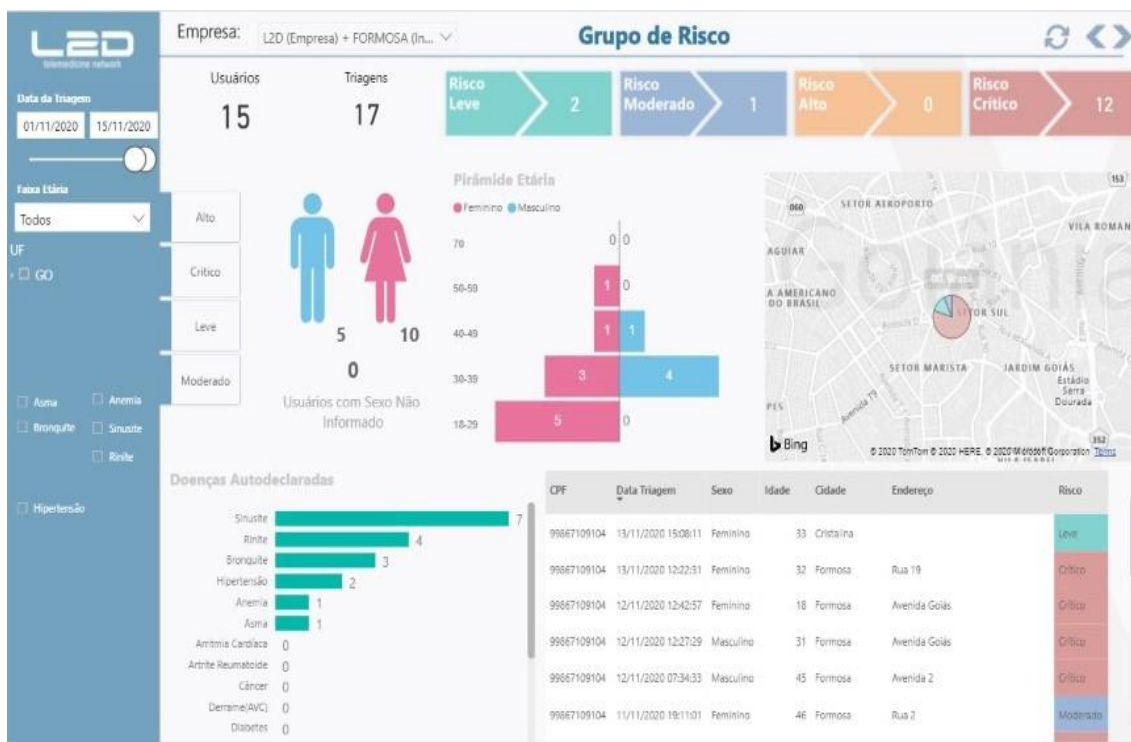 L2D
telemedicine network
Data da Triagem
01/11/2020 15/11/2020
Faixa Etária
Todos
UF
GO
Asma Anemia
Bronquite Sinusite
Rinite
Hipertensão
Empresa: L2D (Empresa) + FORMOSA (In...
Grupo de Risco
Usuários
15
Triagens
17
Risco Leve 2
Risco Moderado 1
Risco Alto 0
Risco Crítico 12
Alto
Crítico
Leve
Moderado
5 10
0
Usuários com Sexo Não
Informado
Pirâmide Etária
Feminino Masculino
70 0 0
50-59 1 0
40-49 1 1
30-39 3 4
18-29 5 0
153
060
SETOR AEROPORTO
VILA ROMAN
AGUIAR
A AMERICANO
DO BRASIL
SETOR SUL
SETOR MARISTA
JARDIM GOIÁS
Estádio
Serra
Dourada
Avenida T9
PES
352
Bing
© 2020 TomTom © 2020 HERE, © 2020 Microsoft Corporation Terms
Doenças Autodeclaradas
Sinusite 7
Rinite 4
Bronquite 3
Hipertensão 2
Anemia 1
Asma 1
Arritmia Cardíaca 0
Artrite Reumatoide 0
Câncer 0
Derrame(AVC) 0
Diabetes 0
CPF Data Triagem Sexo Idade Cidade Endereço Risco
99867109104 13/11/2020 15:08:11 Feminino 33 Cristalina Leve
99867109104 13/11/2020 12:22:31 Feminino 32 Formosa Rua 19 Crítico
99867109104 12/11/2020 12:42:57 Feminino 18 Formosa Avenida Goiás Crítico
99867109104 12/11/2020 12:27:29 Masculino 31 Formosa Avenida Goiás Crítico
99867109104 12/11/2020 07:34:33 Masculino 45 Formosa Avenida 2 Crítico
99867109104 11/11/2020 19:11:01 Feminino 46 Formosa Rua 2 Moderado